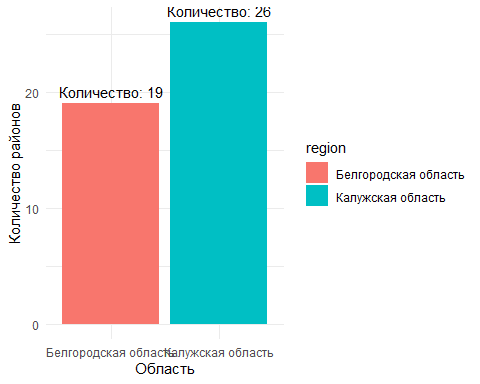 Количество: 26
Количество: 19
20
10
0
Количество районов
Белгородская область
Калужская область
Область
region
Белгородская область
Калужская область